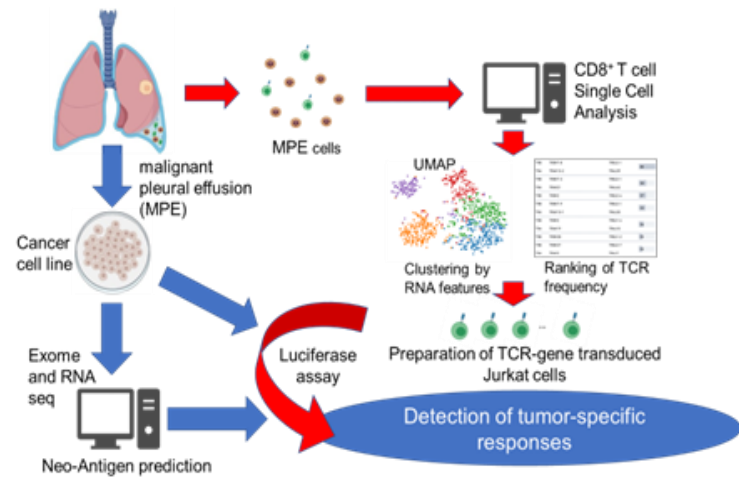 CD8⁺ T cell
Single Cell
Analysis
MPE cells
malignant
pleural effusion
(MPE)
UMAP
Cancer
cell line
Clustering by
RNA features
Ranking of TCR
frequency
Exome
and RNA
seq
Luciferase
assay
Preparation of TCR-gene transduced
Jurkat cells
Detection of tumor-specific
responses
Neo-Antigen prediction